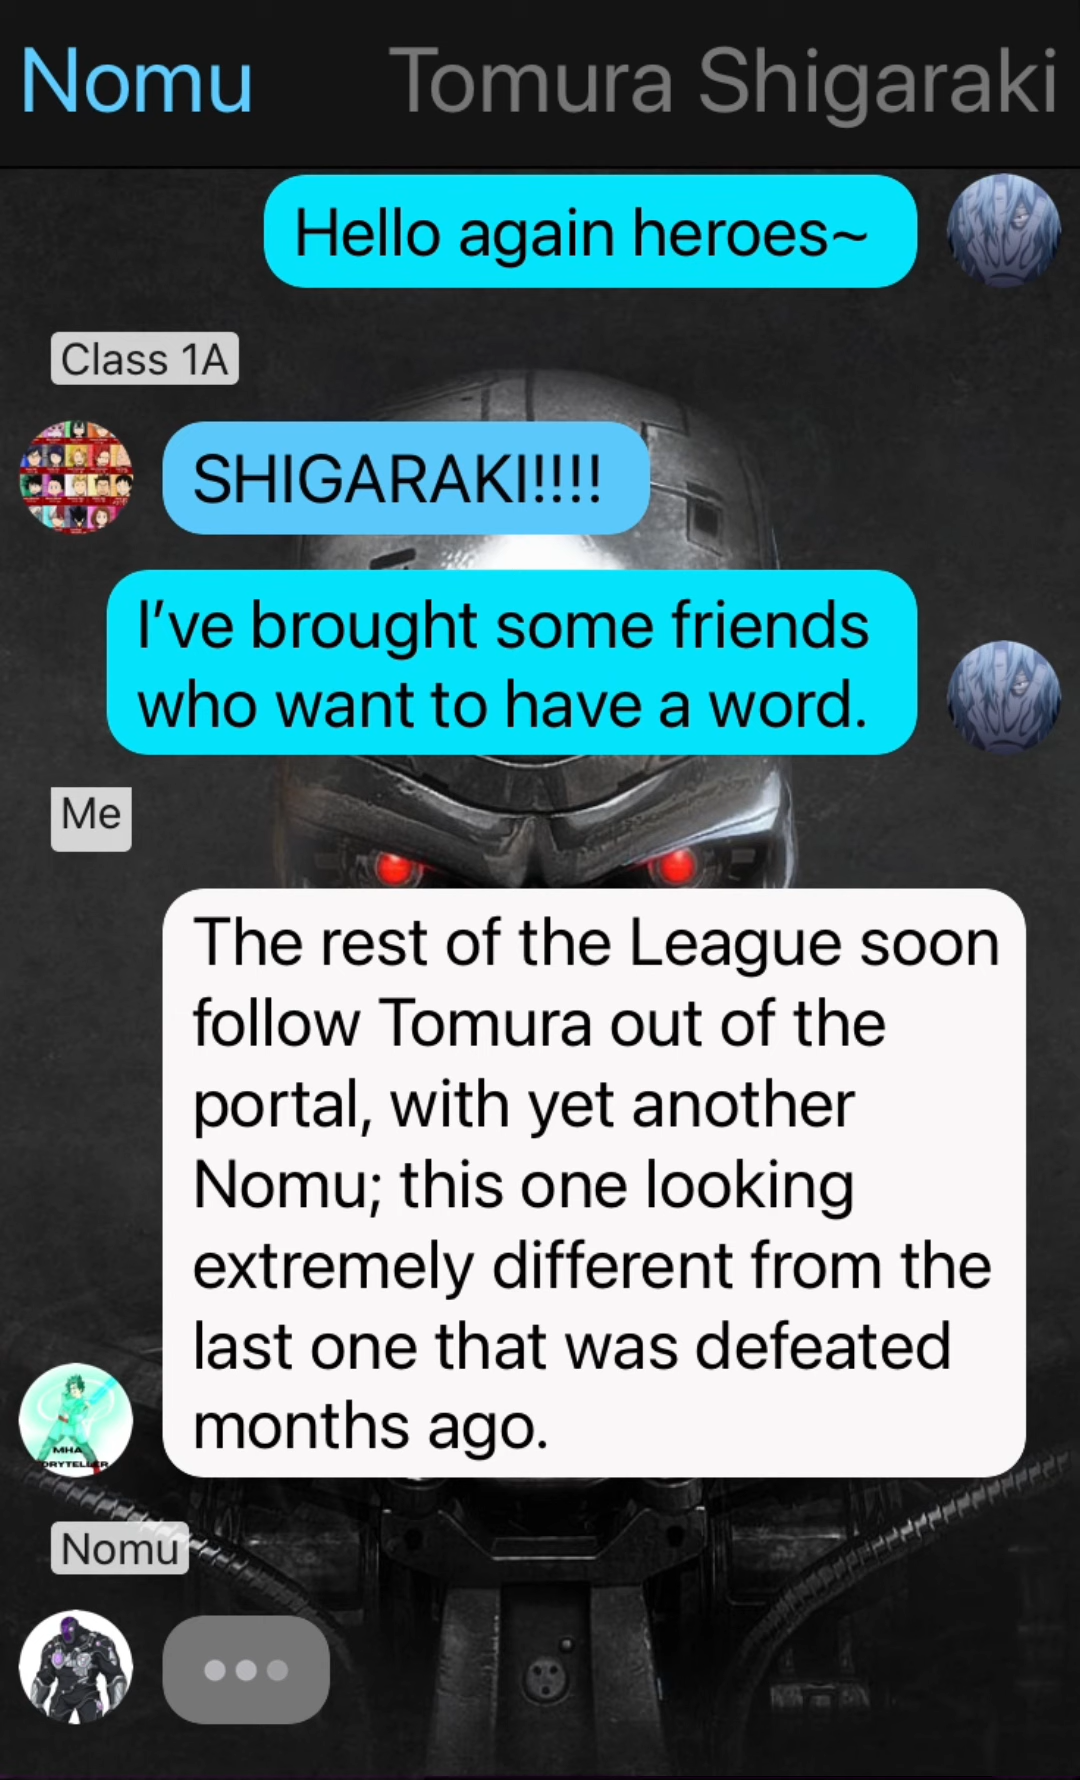 Nomu Tomura Shigaraki
Hello again heroes~
Class 1A
SHIGARAKI!!!!
I’ve brought some friends
who want to have a word.
Me
The rest of the League soon
follow Tomura out of the
portal, with yet another
Nomu; this one looking
extremely different from the
last one that was defeated
months ago.
MHA
Nomu